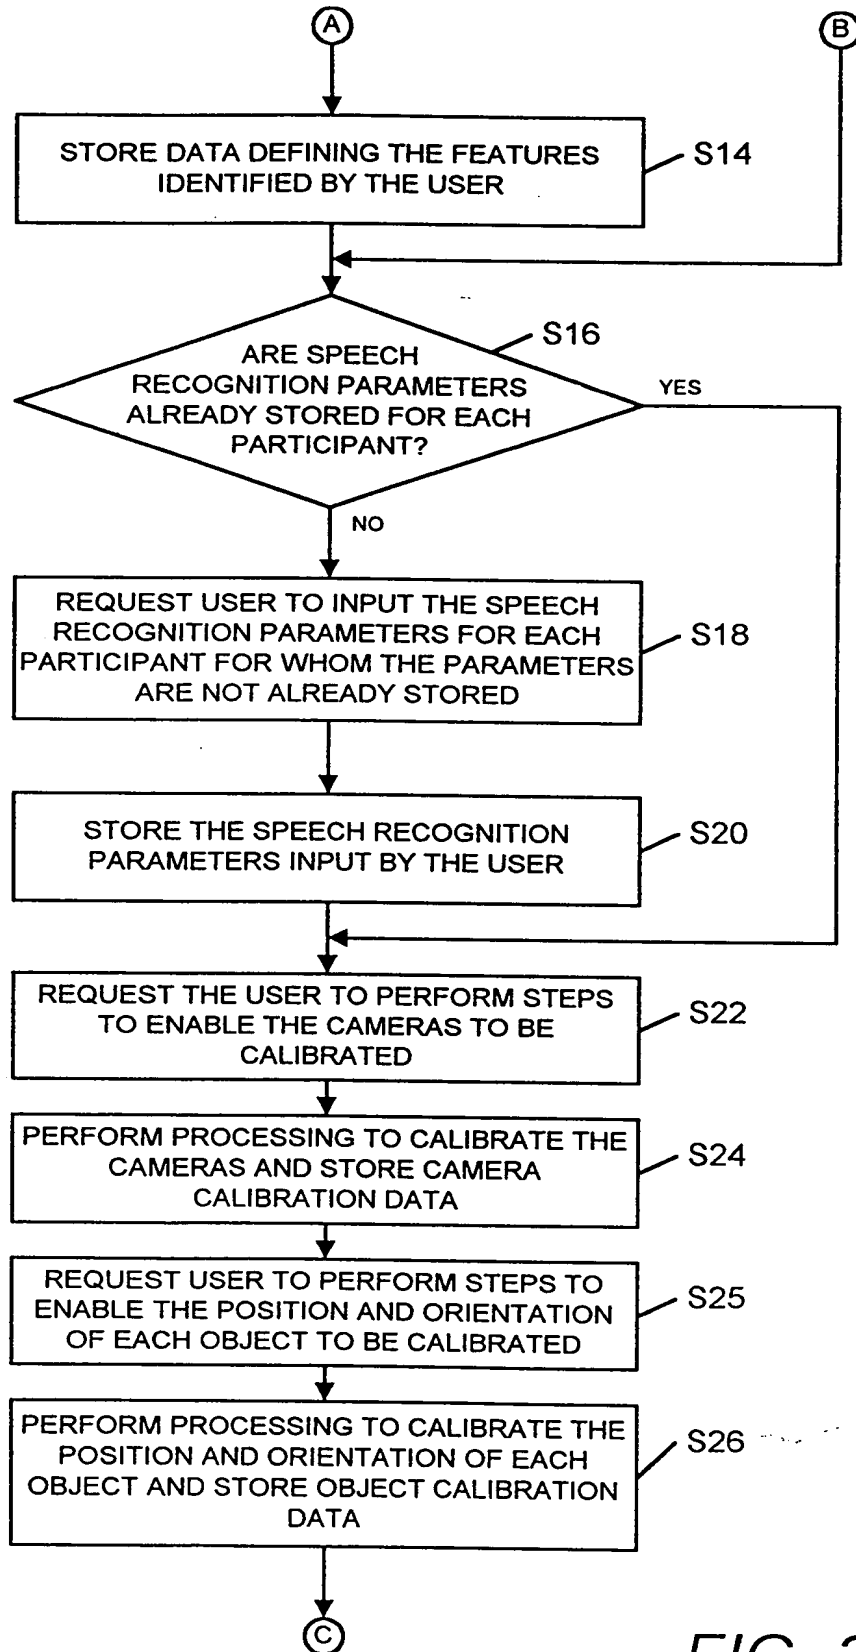 A
B
STORE DATA DEFINING THE FEATURES
IDENTIFIED BY THE USER
S14
S16
ARE SPEECH
RECOGNITION PARAMETERS
ALREADY STORED FOR EACH
PARTICIPANT?
YES
NO
REQUEST USER TO INPUT THE SPEECH
RECOGNITION PARAMETERS FOR EACH
PARTICIPANT FOR WHOM THE PARAMETERS
ARE NOT ALREADY STORED
S18
STORE THE SPEECH RECOGNITION
PARAMETERS INPUT BY THE USER
S20
REQUEST THE USER TO PERFORM STEPS
TO ENABLE THE CAMERAS TO BE
CALIBRATED
S22
PERFORM PROCESSING TO CALIBRATE THE
CAMERAS AND STORE CAMERA
CALIBRATION DATA
S24
REQUEST USER TO PERFORM STEPS TO
ENABLE THE POSITION AND ORIENTATION
OF EACH OBJECT TO BE CALIBRATED
S25
PERFORM PROCESSING TO CALIBRATE THE
POSITION AND ORIENTATION OF EACH
OBJECT AND STORE OBJECT CALIBRATION
DATA
S26
C
FIG